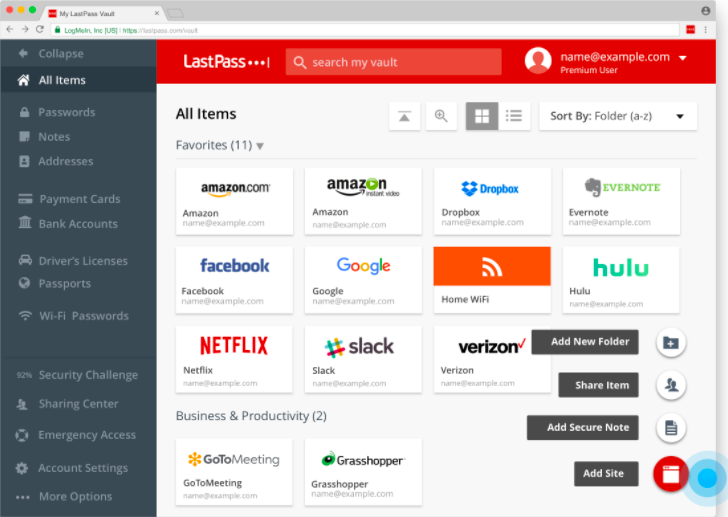 My LastPass Vault
LogMeIn, Inc [US] | https://lastpass.com/vault
Collapse
All Items
Passwords
Notes
Addresses
Payment Cards
Bank Accounts
Driver's Licenses
Passports
Wi-Fi Passwords
92% Security Challenge
Sharing Center
Emergency Access
Account Settings
More Options
LastPass
search my vault
name@example.com
Premium User
All Items
Sort By: Folder (a-z)
Favorites (11)
amazon.com
Amazon
name@example.com
amazon
instant video
Amazon
name@example.com
Dropbox
Dropbox
name@example.com
EVERNOTE
Evernote
name@example.com
facebook
Facebook
name@example.com
Google
Google
name@example.com
Home WiFi
hulu
Hulu
name@example.com
NETFLIX
Netflix
name@example.com
slack
Slack
name@example.com
verizon
Verizon
name@example.com
Add New Folder
Share Item
Add Secure Note
Add Site
Business & Productivity (2)
GoToMeeting
GoToMeeting
name@example.com
Grasshopper
Grasshopper
name@example.com